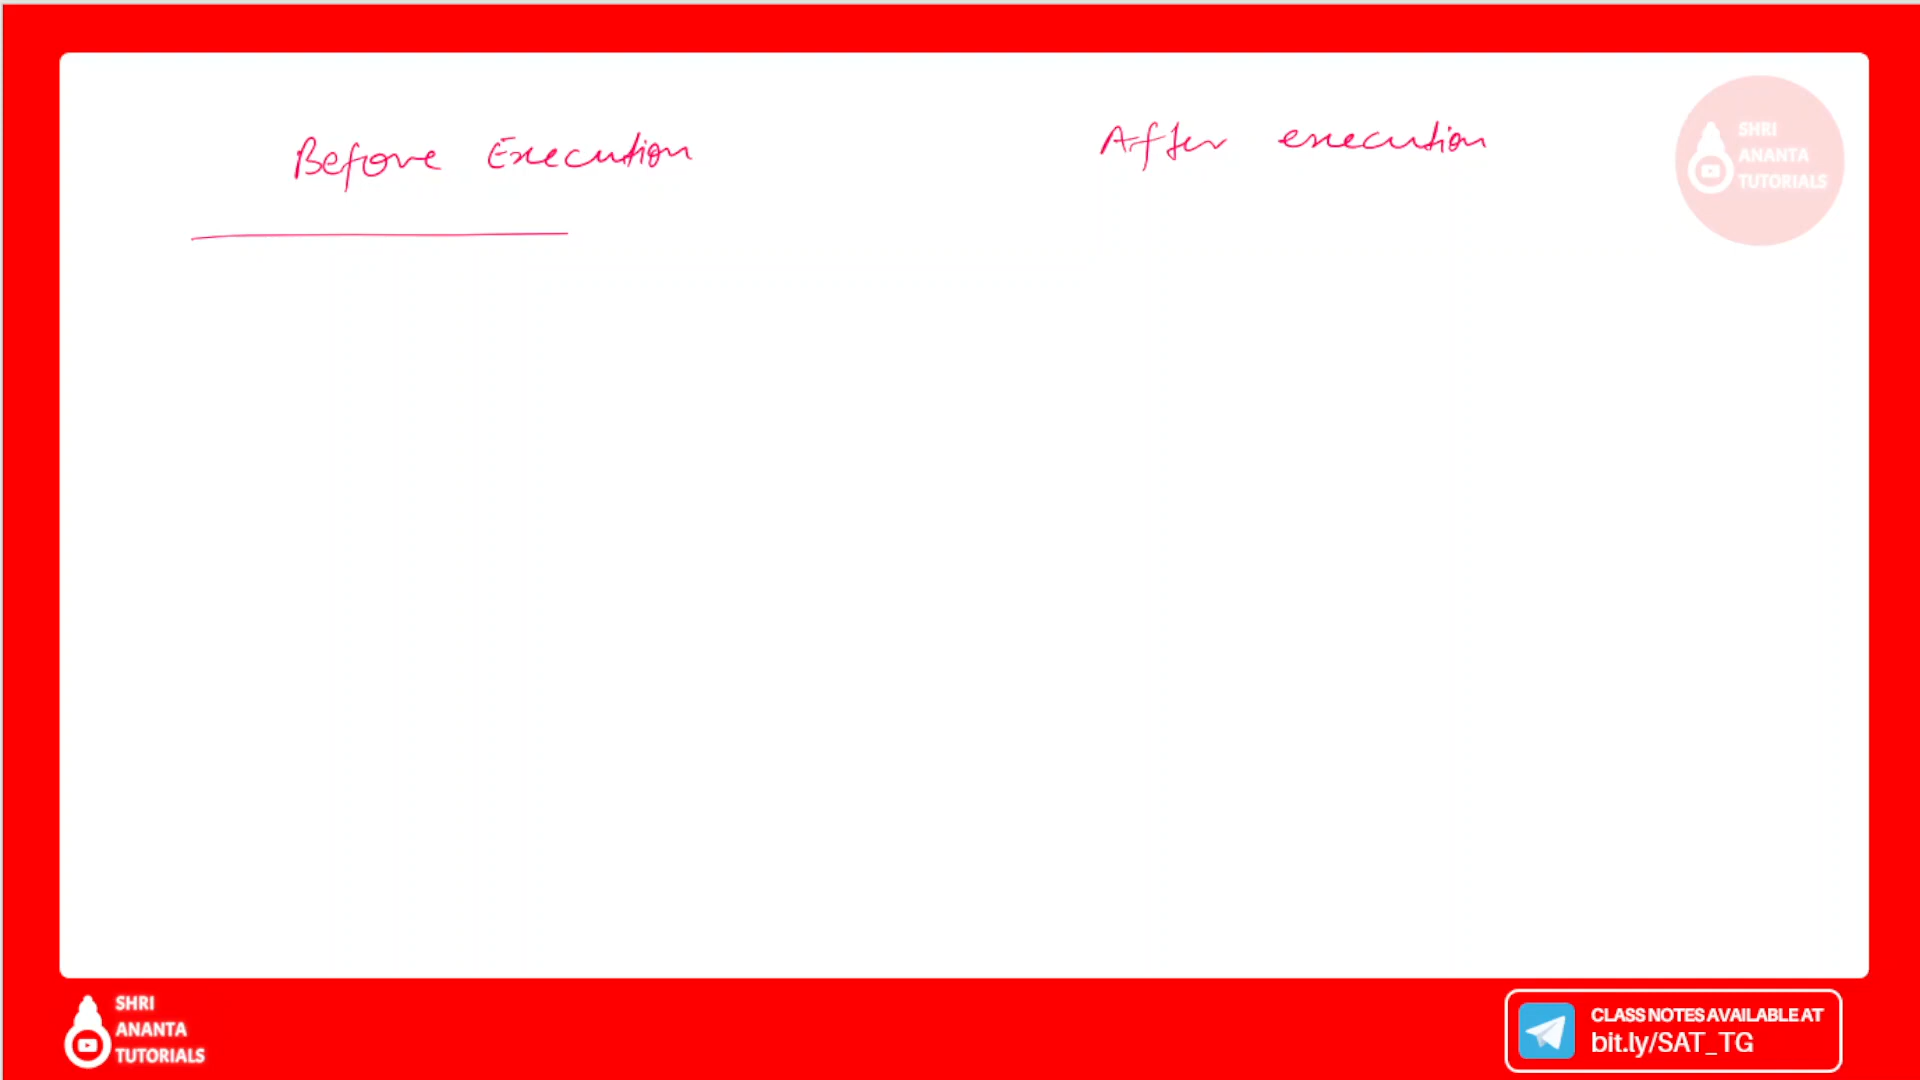 Before Execution
After execution
SHRI
ANANTA
TUTORIALS
SHRI
ANANTA
TUTORIALS
CLASS NOTES AVAILABLE AT
bit.ly/SAT_TG